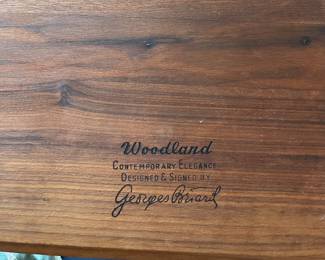 Woodland
CONTEMPORARY ELEGANCE
DESIGNED & SIGNED BY
Georges Briard